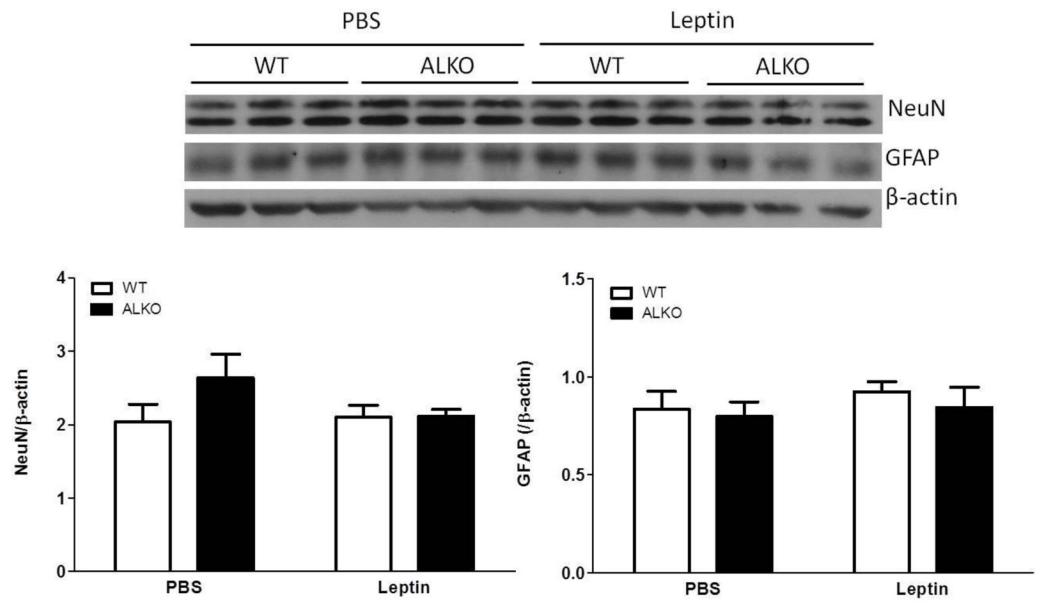 PBS Leptin
WT ALKO WT ALKO
NeuN
GFAP
β-actin
4
3
2
1
0
NeuN/β-actin
WT
ALKO
PBS Leptin
1.5
1.0
0.5
0.0
GFAP (/β-actin)
WT
ALKO
PBS Leptin